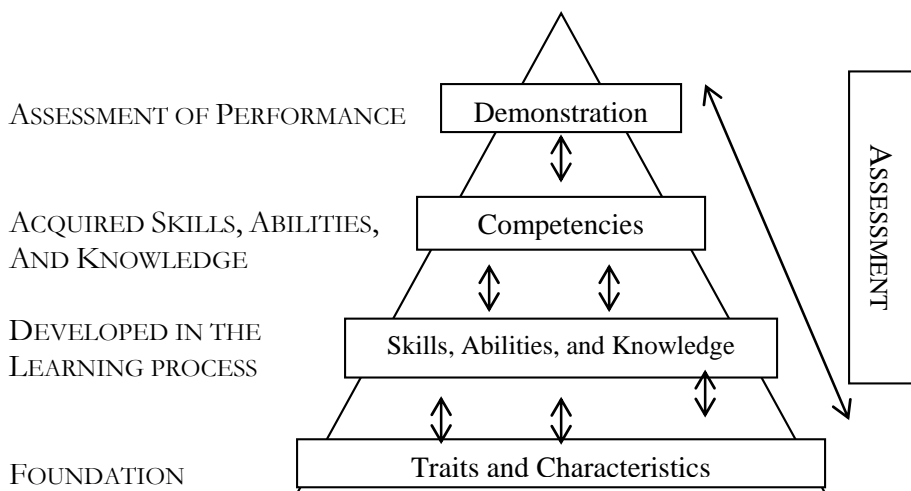 ASSESSMENT OF PERFORMANCE
Demonstration
ACQUIRED SKILLS, ABILITIES,
AND KNOWLEDGE
Competencies
DEVELOPED IN THE
LEARNING PROCESS
Skills, Abilities, and Knowledge
FOUNDATION
Traits and Characteristics
ASSESSMENT